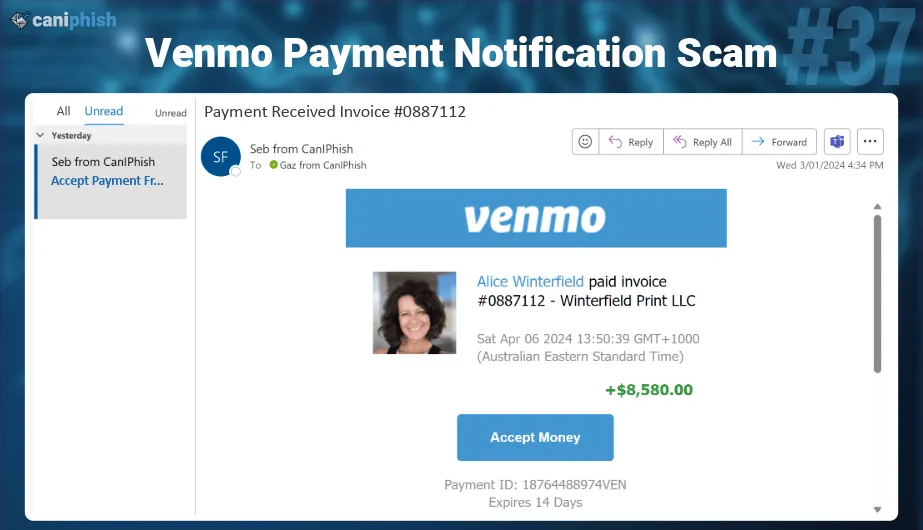 caniphish
#37
Venmo Payment Notification Scam
All Unread Unread
Yesterday
Seb from CanIPhish
Accept Payment Fr...
Payment Received Invoice #0887112
SF
Seb from CanIPhish
To Gaz from CanIPhish
Reply Reply All Forward
Wed 3/01/2024 4:34 PM
venmo
Alice Winterfield paid invoice
#0887112 - Winterfield Print LLC
Sat Apr 06 2024 13:50:39 GMT+1000
(Australian Eastern Standard Time)
+$8,580.00
Accept Money
Payment ID: 18764488974VEN
Expires 14 Days